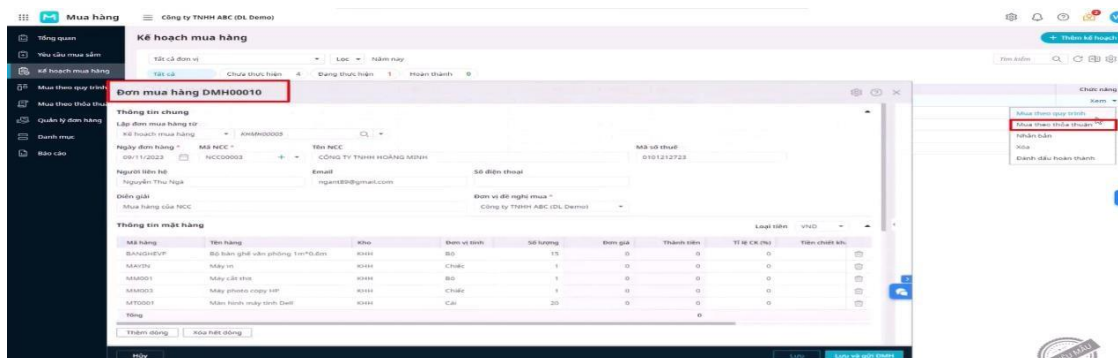 Mua hàng
Công ty TNHH ABC (DL Demo)
Tổng quan
Yêu cầu mua sắm
Kế hoạch mua hàng
Mua theo quy trình
Mua theo thỏa thuận
Quản lý đơn hàng
Danh mục
Báo cáo
Kế hoạch mua hàng
+ Thêm kế hoạch
Tất cả đơn vị Lọc Năm nay
Tìm kiếm
Tất cả Chưa thực hiện 4 Đang thực hiện 1 Hoàn thành 9
Chức năng
Xem
Mua theo quy trình
Mua theo thỏa thuận
Nhân bản
Xóa
Đánh dấu hoàn thành
Đơn mua hàng DMH00010
Thông tin chung
Lập đơn mua hàng từ
Kế hoạch mua hàng KHMH00005
Ngày đơn hàng * Mã NCC * Tên NCC Mã số thuế
09/11/2023 NCC00003 CÔNG TY TNHH HOÀNG MINH 0101212723
Người liên hệ Email Số điện thoại
Nguyễn Thu Ngà ngant89@gmail.com
Diễn giải Đơn vị đề nghị mua *
Mua hàng của NCC Công ty TNHH ABC (DL Demo)
Thông tin mặt hàng Loại tiền VND
Mã hàng Tên hàng Kho Đơn vị tính Số lượng Đơn giá Thành tiền Tỉ lệ CK (%) Tiền chiết kh
BANGHEVP Bộ bàn ghế văn phòng 1m*0.6m KHH Bộ 15 0 0 0
MAYIN Máy in KHH Chiếc 1 0 0 0
MM001 Máy cắt thẻ KHH Bộ 1 0 0 0
MM003 Máy photo copy HP KHH Chiếc 1 0 0 0
MT0001 Màn hình máy tính Dell KHH Cái 20 0 0 0
Tổng 0
Thêm dòng Xóa hết dòng
Hủy Lưu Lưu và gửi DMH